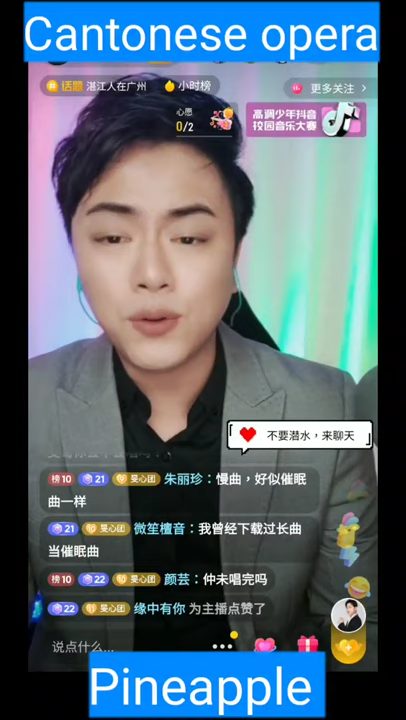 Cantonese opera
话题 湛江人在广州
小时榜
更多关注 >
心愿
0/2
高调少年抖音
校园音乐大赛
不要潜水，来聊天
榜10 21 旻心团 朱丽珍：慢曲，好似催眠
曲一样
21 旻心团 微笙檀音：我曾经下载过长曲
当催眠曲
榜10 22 旻心团 颜芸：仲未唱完吗
22 旻心团 缘中有你 为主播点赞了
说点什么...
Pineapple